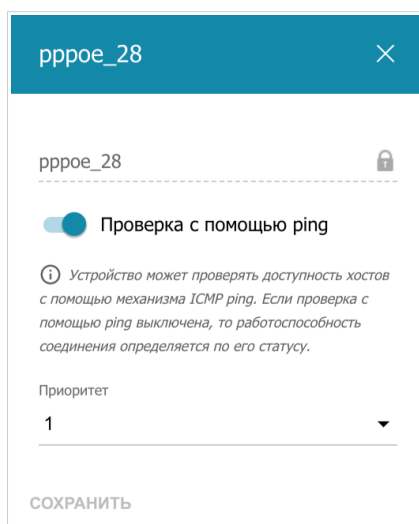 pppoe_28
pppoe_28
Проверка с помощью ping
Устройство может проверять доступность хостов
с помощью механизма ICMP ping. Если проверка с
помощью ping выключена, то работоспособность
соединения определяется по его статусу.
Приоритет
1
СОХРАНИТЬ